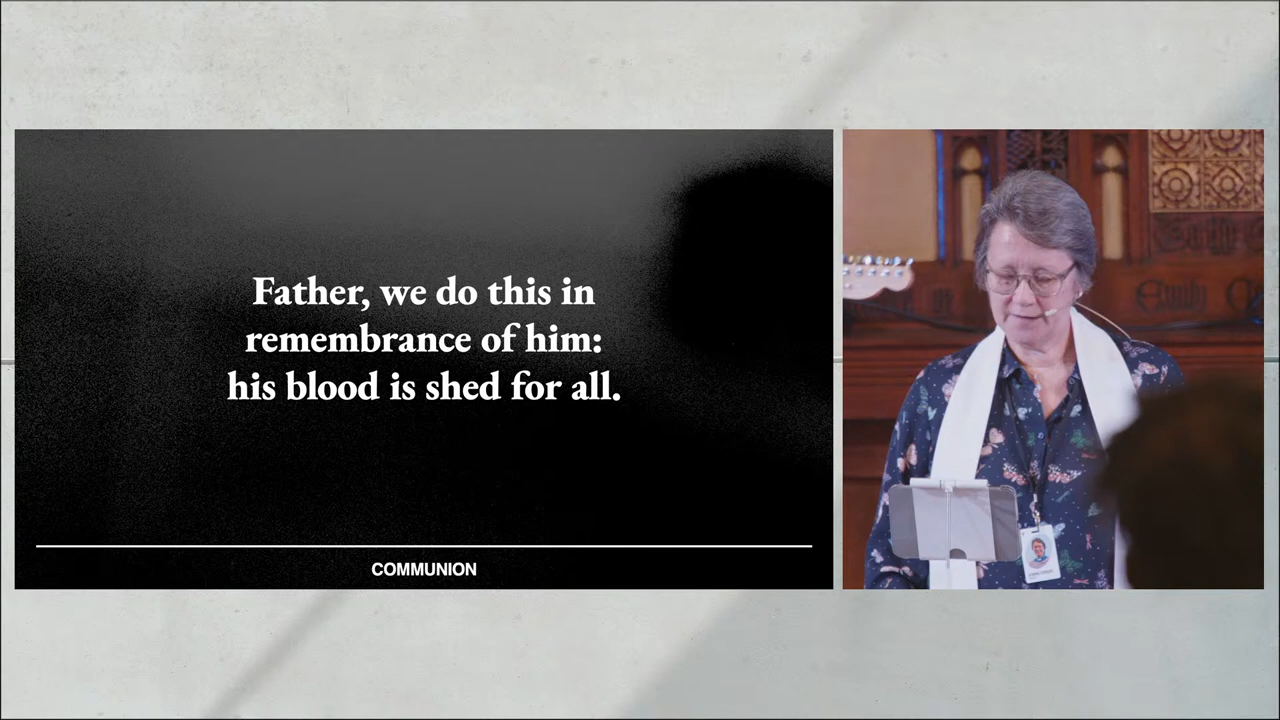 Father, we do this in
remembrance of him:
his blood is shed for all.
COMMUNION